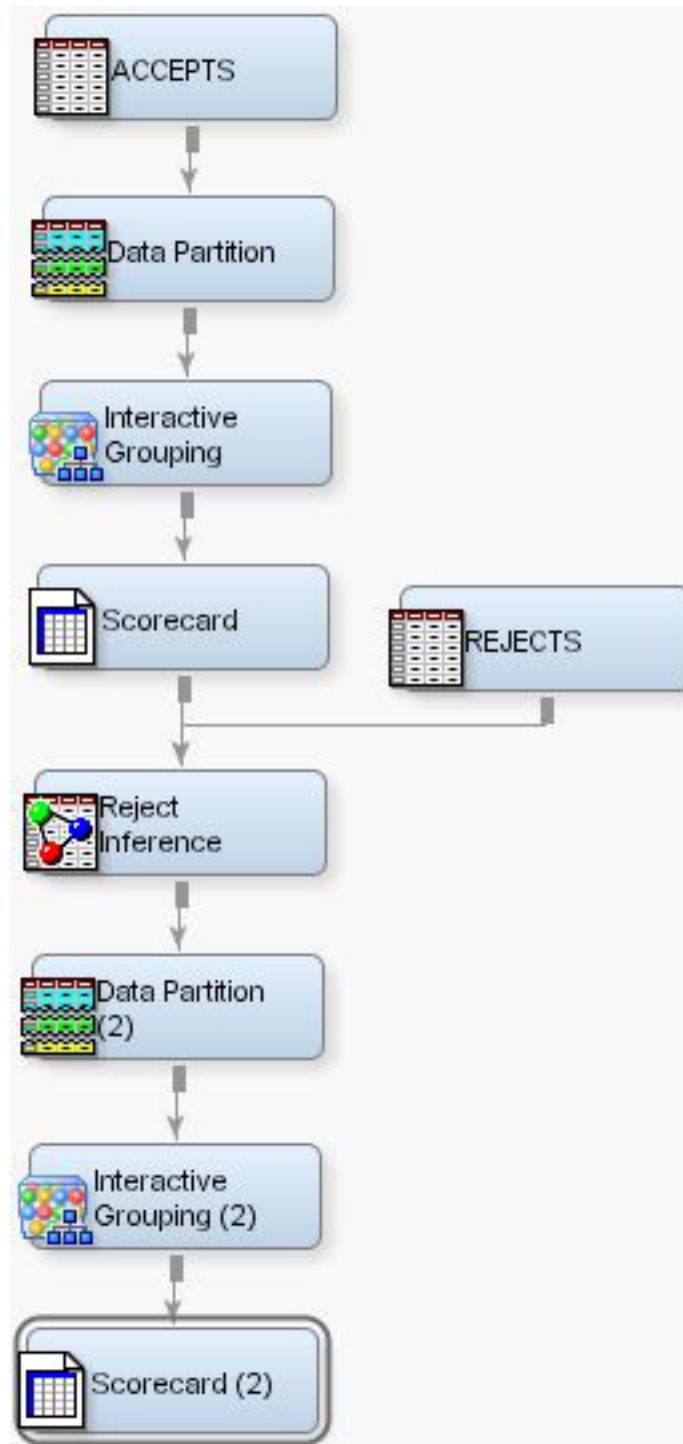 ACCEPTS
Data Partition
Interactive
Grouping
Scorecard
REJECTS
Reject
Inference
Data Partition
(2)
Interactive
Grouping (2)
Scorecard (2)